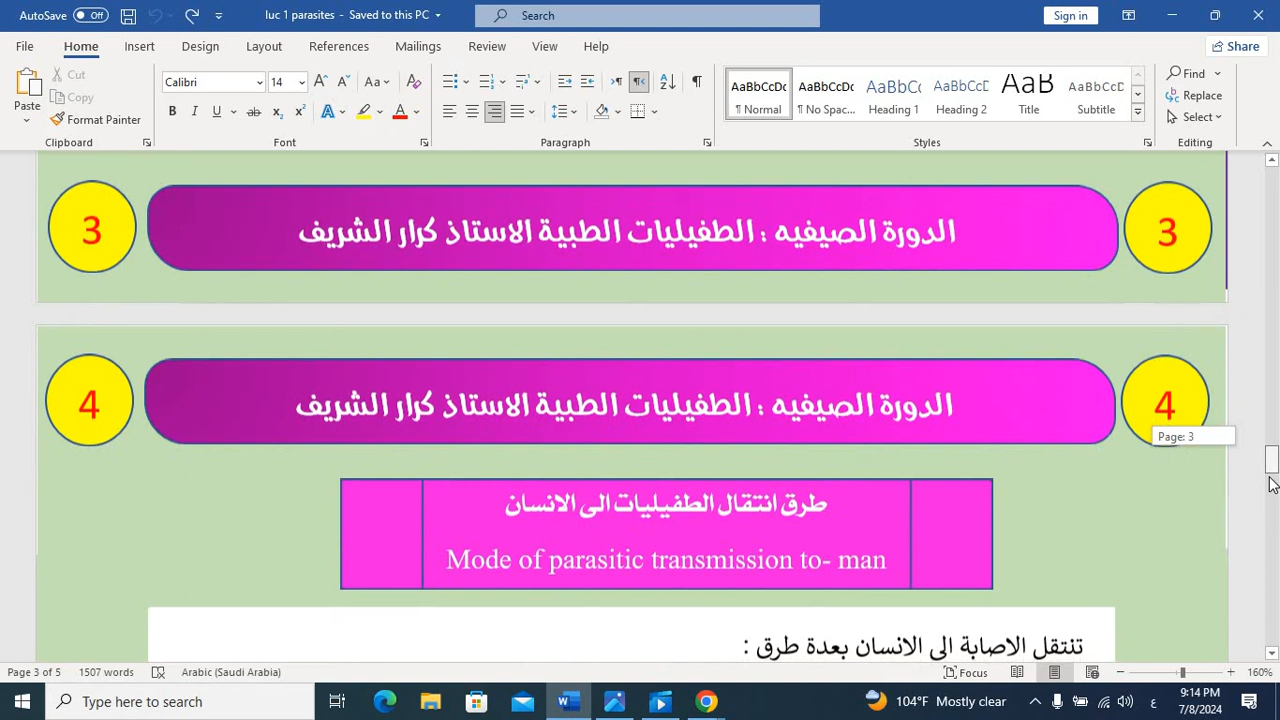 AutoSave Off luc 1 parasites - Saved to this PC Search Sign in
File Home Insert Design Layout References Mailings Review View Help Share
Paste Cut Copy Format Painter Clipboard
Calibri 14 Font
Paragraph
AaBbCcDc ¶ Normal
AaBbCcDc ¶ No Spac...
AaBbC Heading 1
AaBbCcD Heading 2
AaB Title
AaBbCcD Subtitle
Styles
Find Replace Select Editing
3 الدورة الصيفيه : الطفيليات الطبية الاستاذ كرار الشريف 3
4 الدورة الصيفيه : الطفيليات الطبية الاستاذ كرار الشريف 4
Page: 3
طرق انتقال الطفيليات الى الانسان
Mode of parasitic transmission to- man
تنتقل الاصابة الى الانسان بعدة طرق :
Page 3 of 5 1507 words Arabic (Saudi Arabia) Focus 160%
Type here to search 104°F Mostly clear ع 9:14 PM
7/8/2024